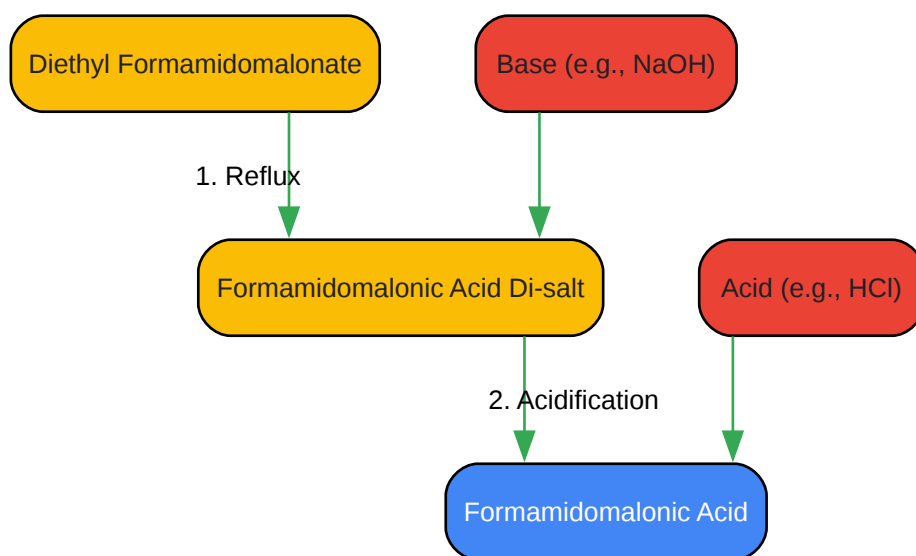 Diethyl Formamidomalonate
Base (e.g., NaOH)
1. Reflux
Formamidomalonic Acid Di-salt
Acid (e.g., HCl)
2. Acidification
Formamidomalonic Acid